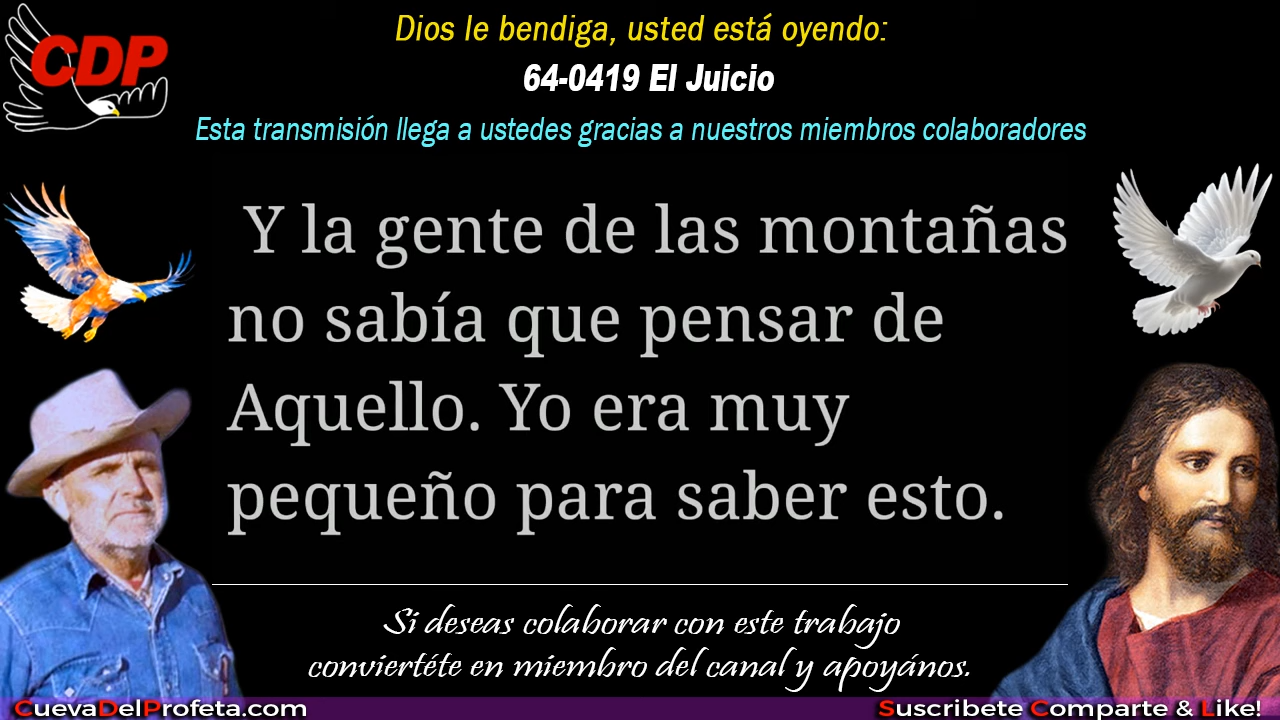 CDP
Dios le bendiga, usted está oyendo:
64-0419 El Juicio
Esta transmisión llega a ustedes gracias a nuestros miembros colaboradores
Y la gente de las montañas
no sabía que pensar de
Aquello. Yo era muy
pequeño para saber esto.
Si deseas colaborar con este trabajo
conviertéte en miembro del canal y apoyános.
CuevaDelProfeta.com
Suscribete Comparte & Like!